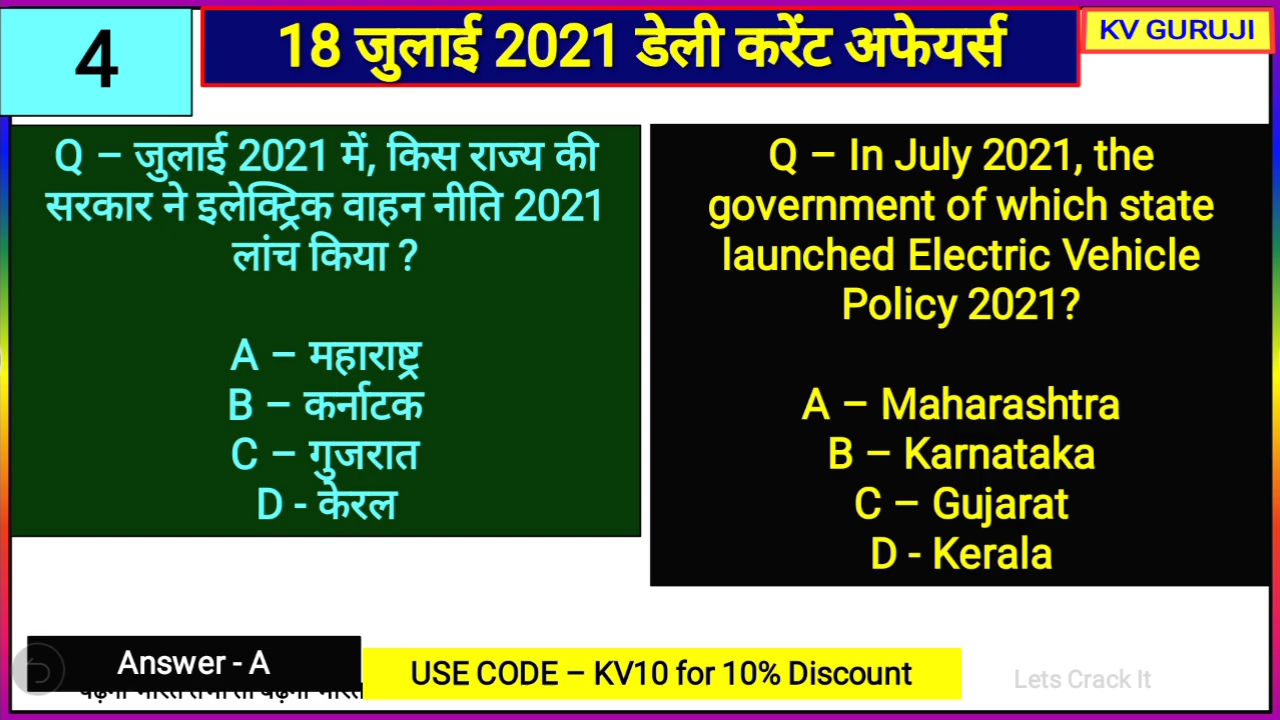 4
18 जुलाई 2021 डेली करेंट अफेयर्स
KV GURUJI
Q – जुलाई 2021 में, किस राज्य की
सरकार ने इलेक्ट्रिक वाहन नीति 2021
लांच किया ?
A – महाराष्ट्र
B – कर्नाटक
C – गुजरात
D - केरल
Q – In July 2021, the
government of which state
launched Electric Vehicle
Policy 2021?
A – Maharashtra
B – Karnataka
C – Gujarat
D - Kerala
Answer - A
USE CODE – KV10 for 10% Discount
Lets Crack It